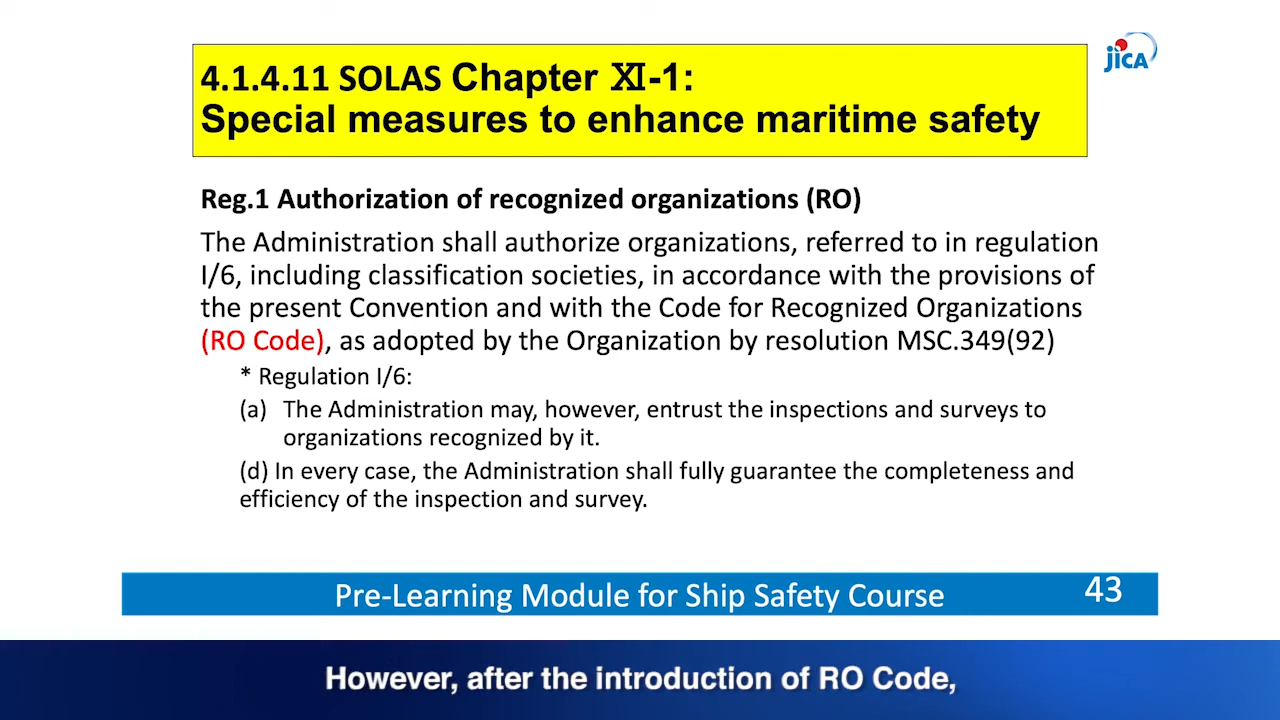 4.1.4.11 SOLAS Chapter Ⅺ-1:
Special measures to enhance maritime safety
JICA
Reg.1 Authorization of recognized organizations (RO)
The Administration shall authorize organizations, referred to in regulation
I/6, including classification societies, in accordance with the provisions of
the present Convention and with the Code for Recognized Organizations
(RO Code), as adopted by the Organization by resolution MSC.349(92)
* Regulation I/6:
(a) The Administration may, however, entrust the inspections and surveys to
organizations recognized by it.
(d) In every case, the Administration shall fully guarantee the completeness and
efficiency of the inspection and survey.
Pre-Learning Module for Ship Safety Course 43
However, after the introduction of RO Code,